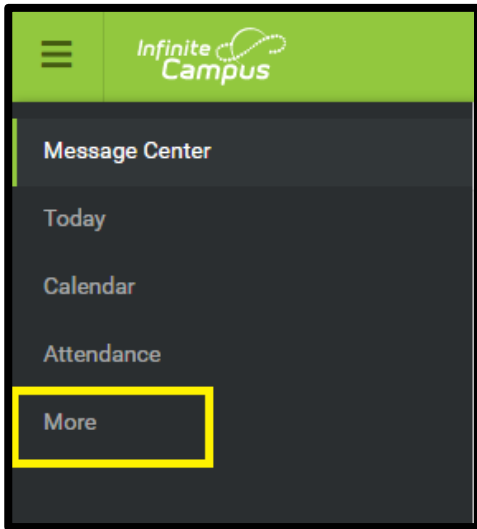 Infinite
Campus
Message Center
Today
Calendar
Attendance
More